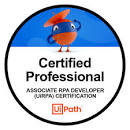 Certified
Professional
ASSOCIATE RPA DEVELOPER
(UiRPA) CERTIFICATION
UiPath